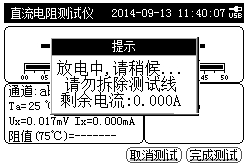 直流电阻测试仪 2014-09-13 11:40:07
USB
提示
放电中,请稍候...
请勿拆除测试线
剩余电流:0.000A
通道:a
Ta=25℃
Ux=0.017mV Ix=0.000mA
阻值(75℃)=-------
取消测试 完成测试